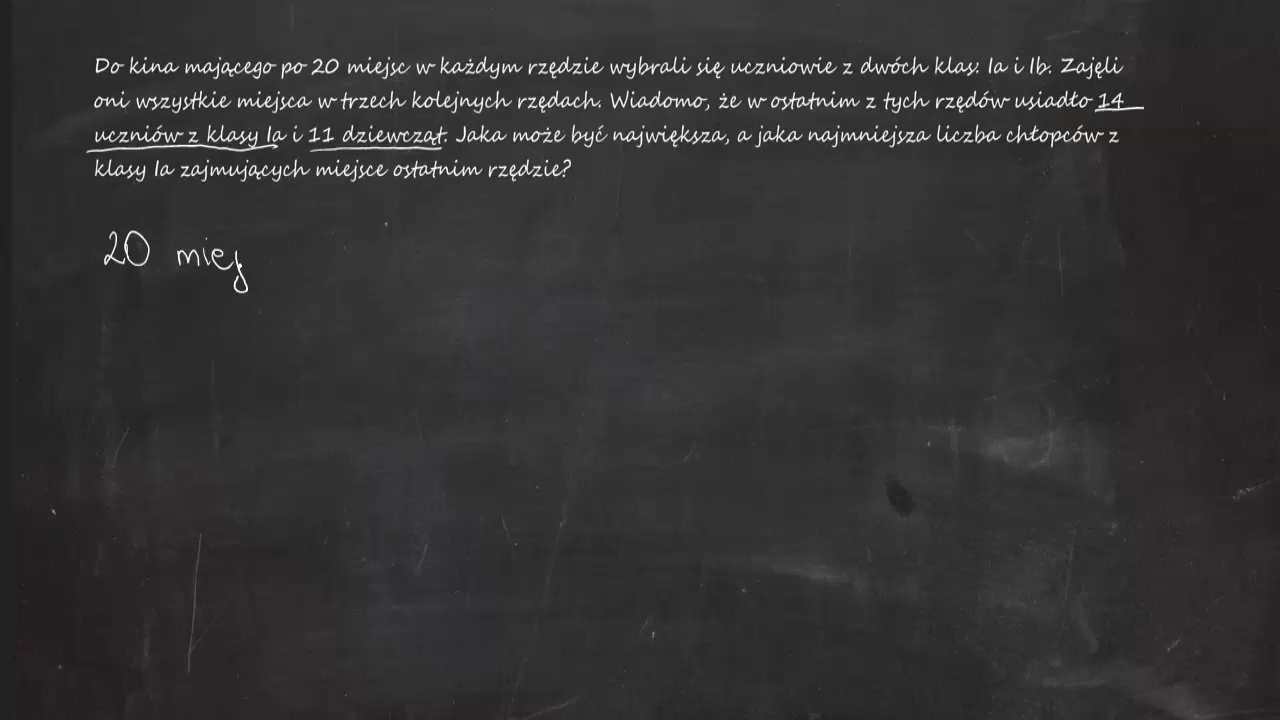 Do kina mającego po 20 miejsc w każdym rzędzie wybrali się uczniowie z dwóch klas: Ia i Ib. Zajęli
oni wszystkie miejsca w trzech kolejnych rzędach. Wiadomo, że w ostatnim z tych rzędów usiadło 14
uczniów z klasy Ia i 11 dziewcząt. Jaka może być największa, a jaka najmniejsza liczba chłopców z
klasy Ia zajmujących miejsce ostatnim rzędzie?
20 miej